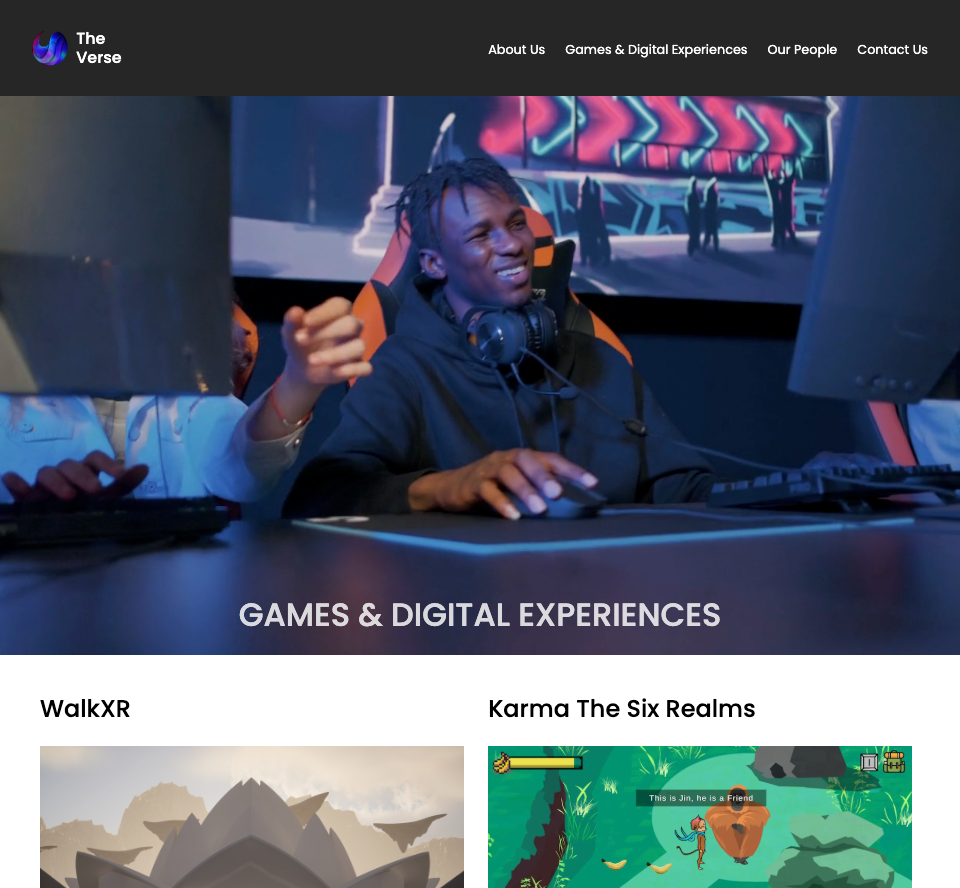 The
Verse
About Us
Games & Digital Experiences
Our People
Contact Us
GAMES & DIGITAL EXPERIENCES
WalkXR
Karma The Six Realms
This is Jin, he is a Friend